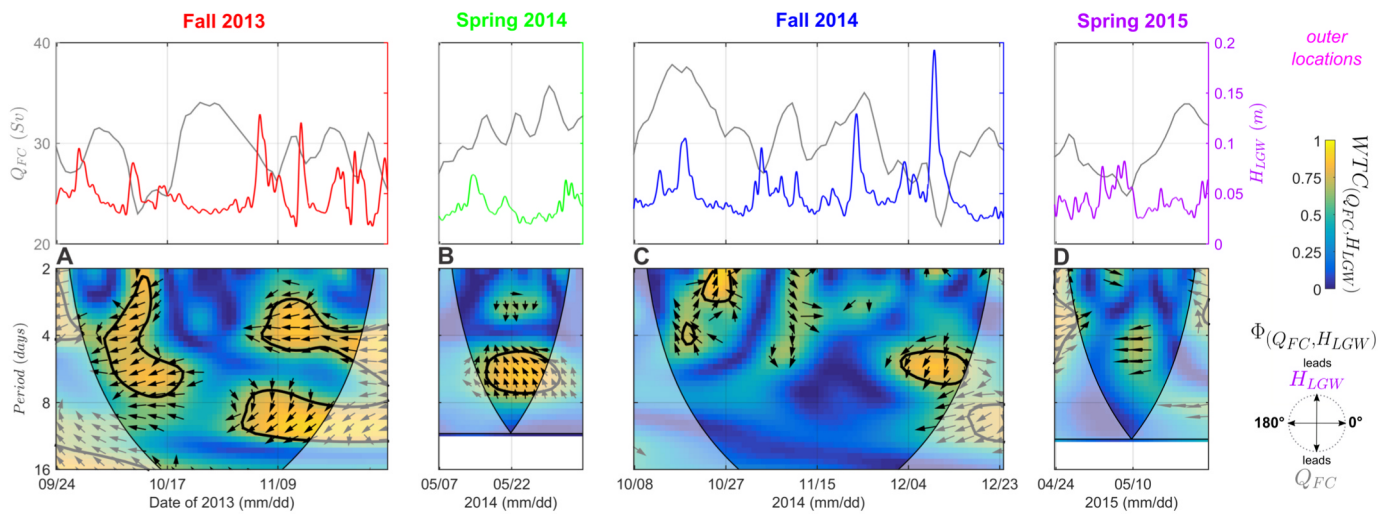 Fall 2013
Spring 2014
Fall 2014
Spring 2015
outer
locations
40
30
20
Q_FC (Sv)
0.2
0.15
0.1
0.05
0
H_LGW (m)
A
B
C
D
2
4
8
16
Period (days)
09/24
10/17
11/09
Date of 2013 (mm/dd)
05/07
05/22
2014 (mm/dd)
10/08
10/27
11/15
12/04
12/23
2014 (mm/dd)
04/24
05/10
2015 (mm/dd)
1
0.75
0.5
0.25
0
WTC_(Q_FC,H_LGW)
Φ_(Q_FC,H_LGW)
leads
H_LGW
180°
0°
leads
Q_FC